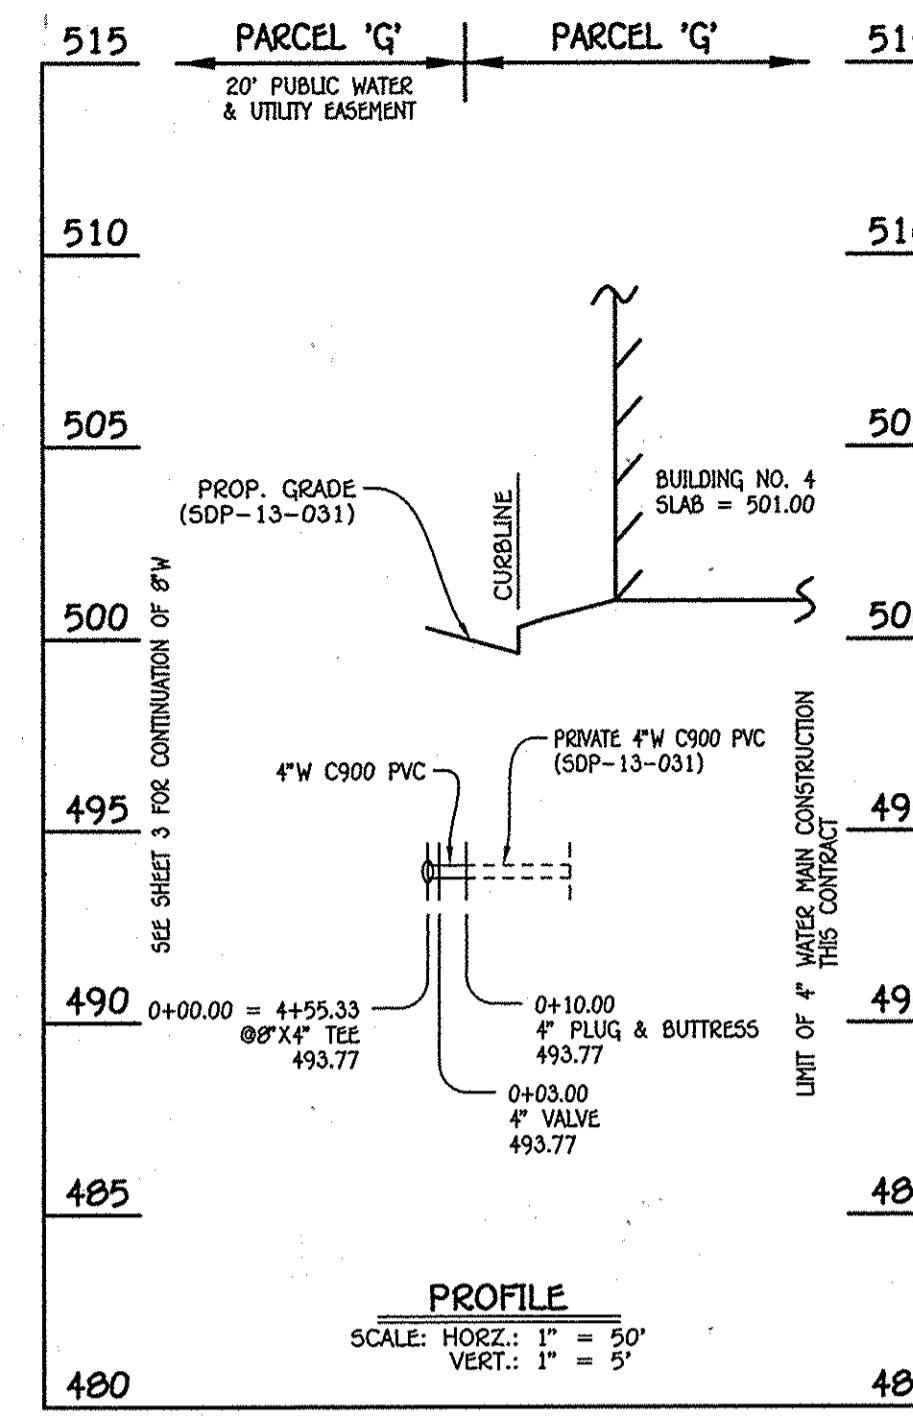 515
PARCEL 'G'
PARCEL 'G'
20' PUBLIC WATER
& UTILITY EASEMENT
510
505
PROP. GRADE
(SDP-13-031)
CURBLINE
BUILDING NO. 4
SLAB = 501.00
500
SEE SHEET 3 FOR CONTINUATION OF 8"W
PRIVATE 4"W C900 PVC
(SDP-13-031)
4"W C900 PVC
495
LIMIT OF 4" WATER MAIN CONSTRUCTION
THIS CONTRACT
490
0+00.00 = 4+55.33
@8"X4" TEE
493.77
0+10.00
4" PLUG & BUTTRESS
493.77
0+03.00
4" VALVE
493.77
485
PROFILE
SCALE: HORZ.: 1" = 50'
VERT.: 1" = 5'
480